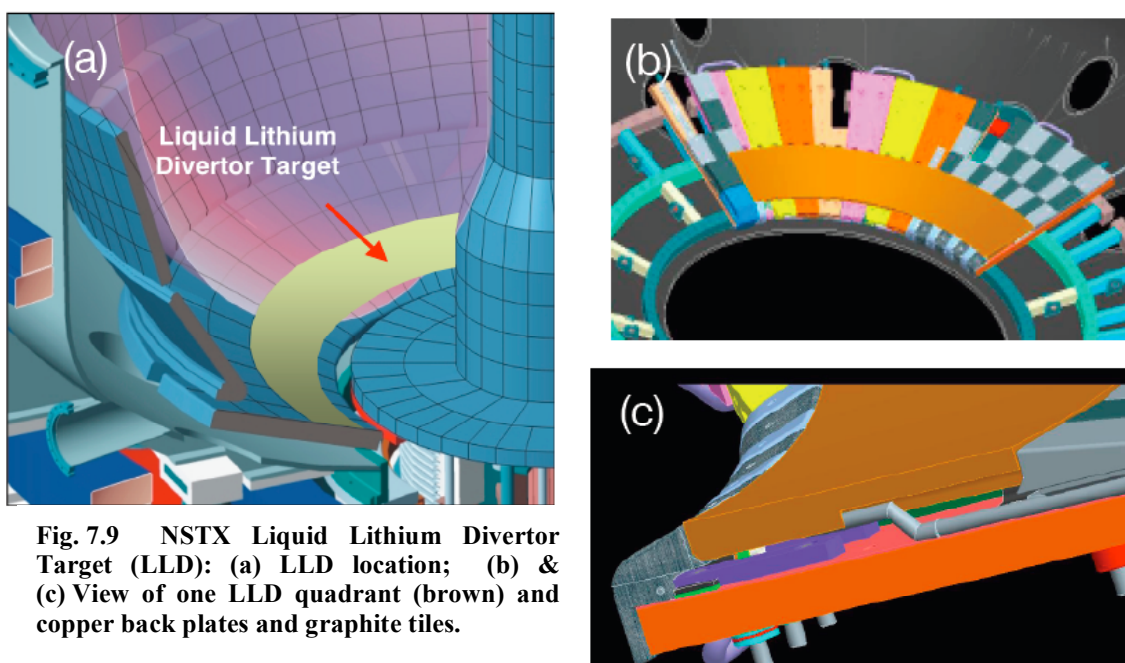 (a)
Liquid Lithium
Divertor Target
(b)
(c)
Fig. 7.9 NSTX Liquid Lithium Divertor
Target (LLD): (a) LLD location; (b) &
(c) View of one LLD quadrant (brown) and
copper back plates and graphite tiles.